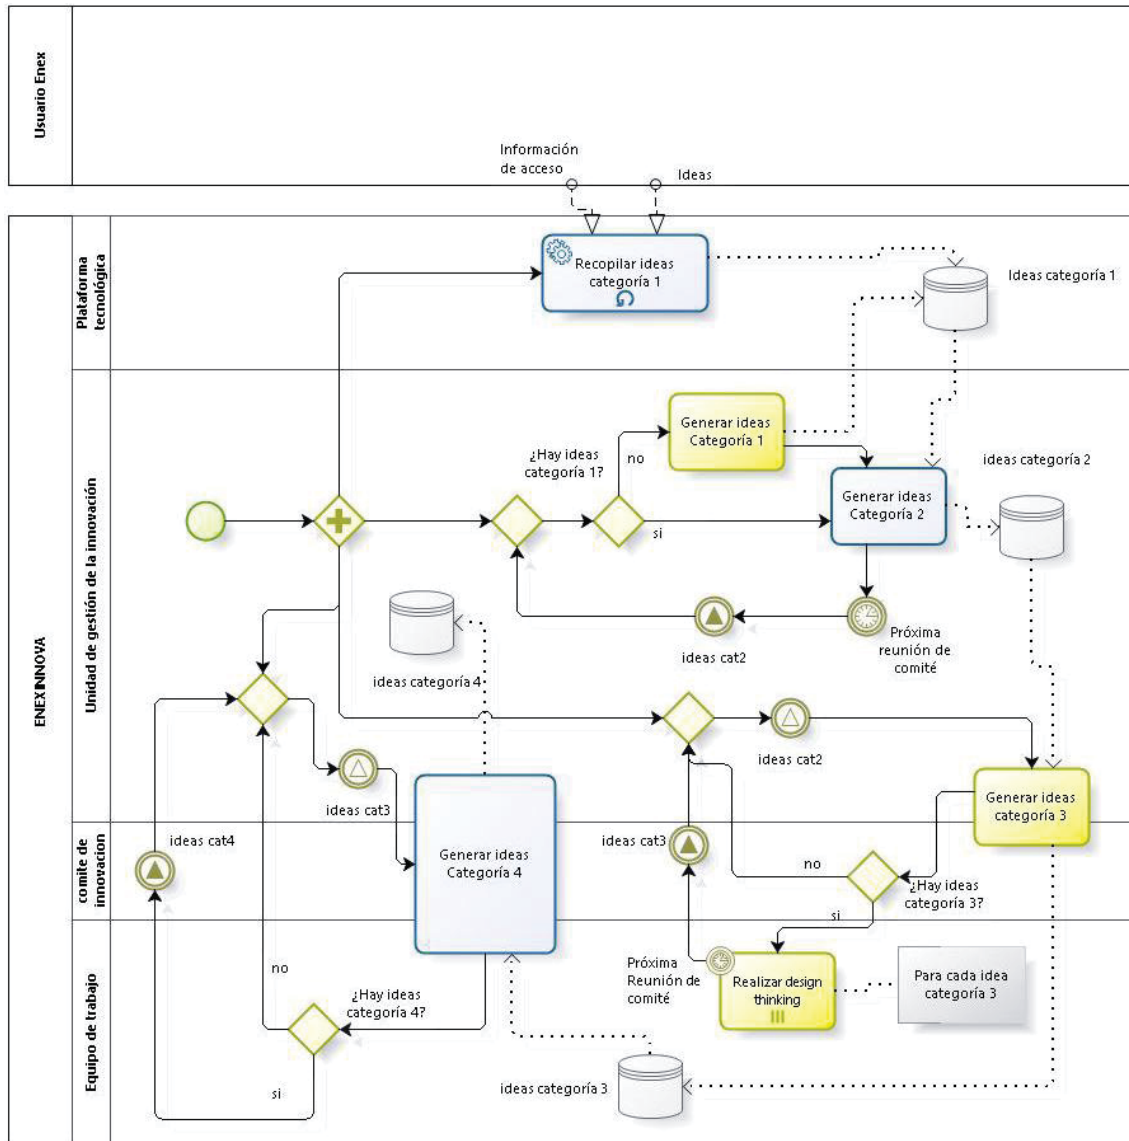 Usuario Enex
Información
de acceso
Ideas
ENEXINNOVA
Plataforma
tecnológica
Recopilar ideas
categoría 1
Ideas categoría 1
Unidad de gestión de la innovación
Generar ideas
Categoría 1
¿Hay ideas
categoría 1?
no
si
ideas categoría 2
Generar ideas
Categoría 2
Próxima
reunión de
comité
ideas cat2
ideas categoría 4
ideas cat2
ideas cat3
Generar ideas
categoría 3
comite de
innovacion
ideas cat4
Generar ideas
Categoría 4
ideas cat3
no
¿Hay ideas
categoría 3?
si
Equipo de trabajo
no
¿Hay ideas
categoría 4?
si
Próxima
Reunión de
comité
Realizar design
thinking
Para cada idea
categoría 3
ideas categoría 3